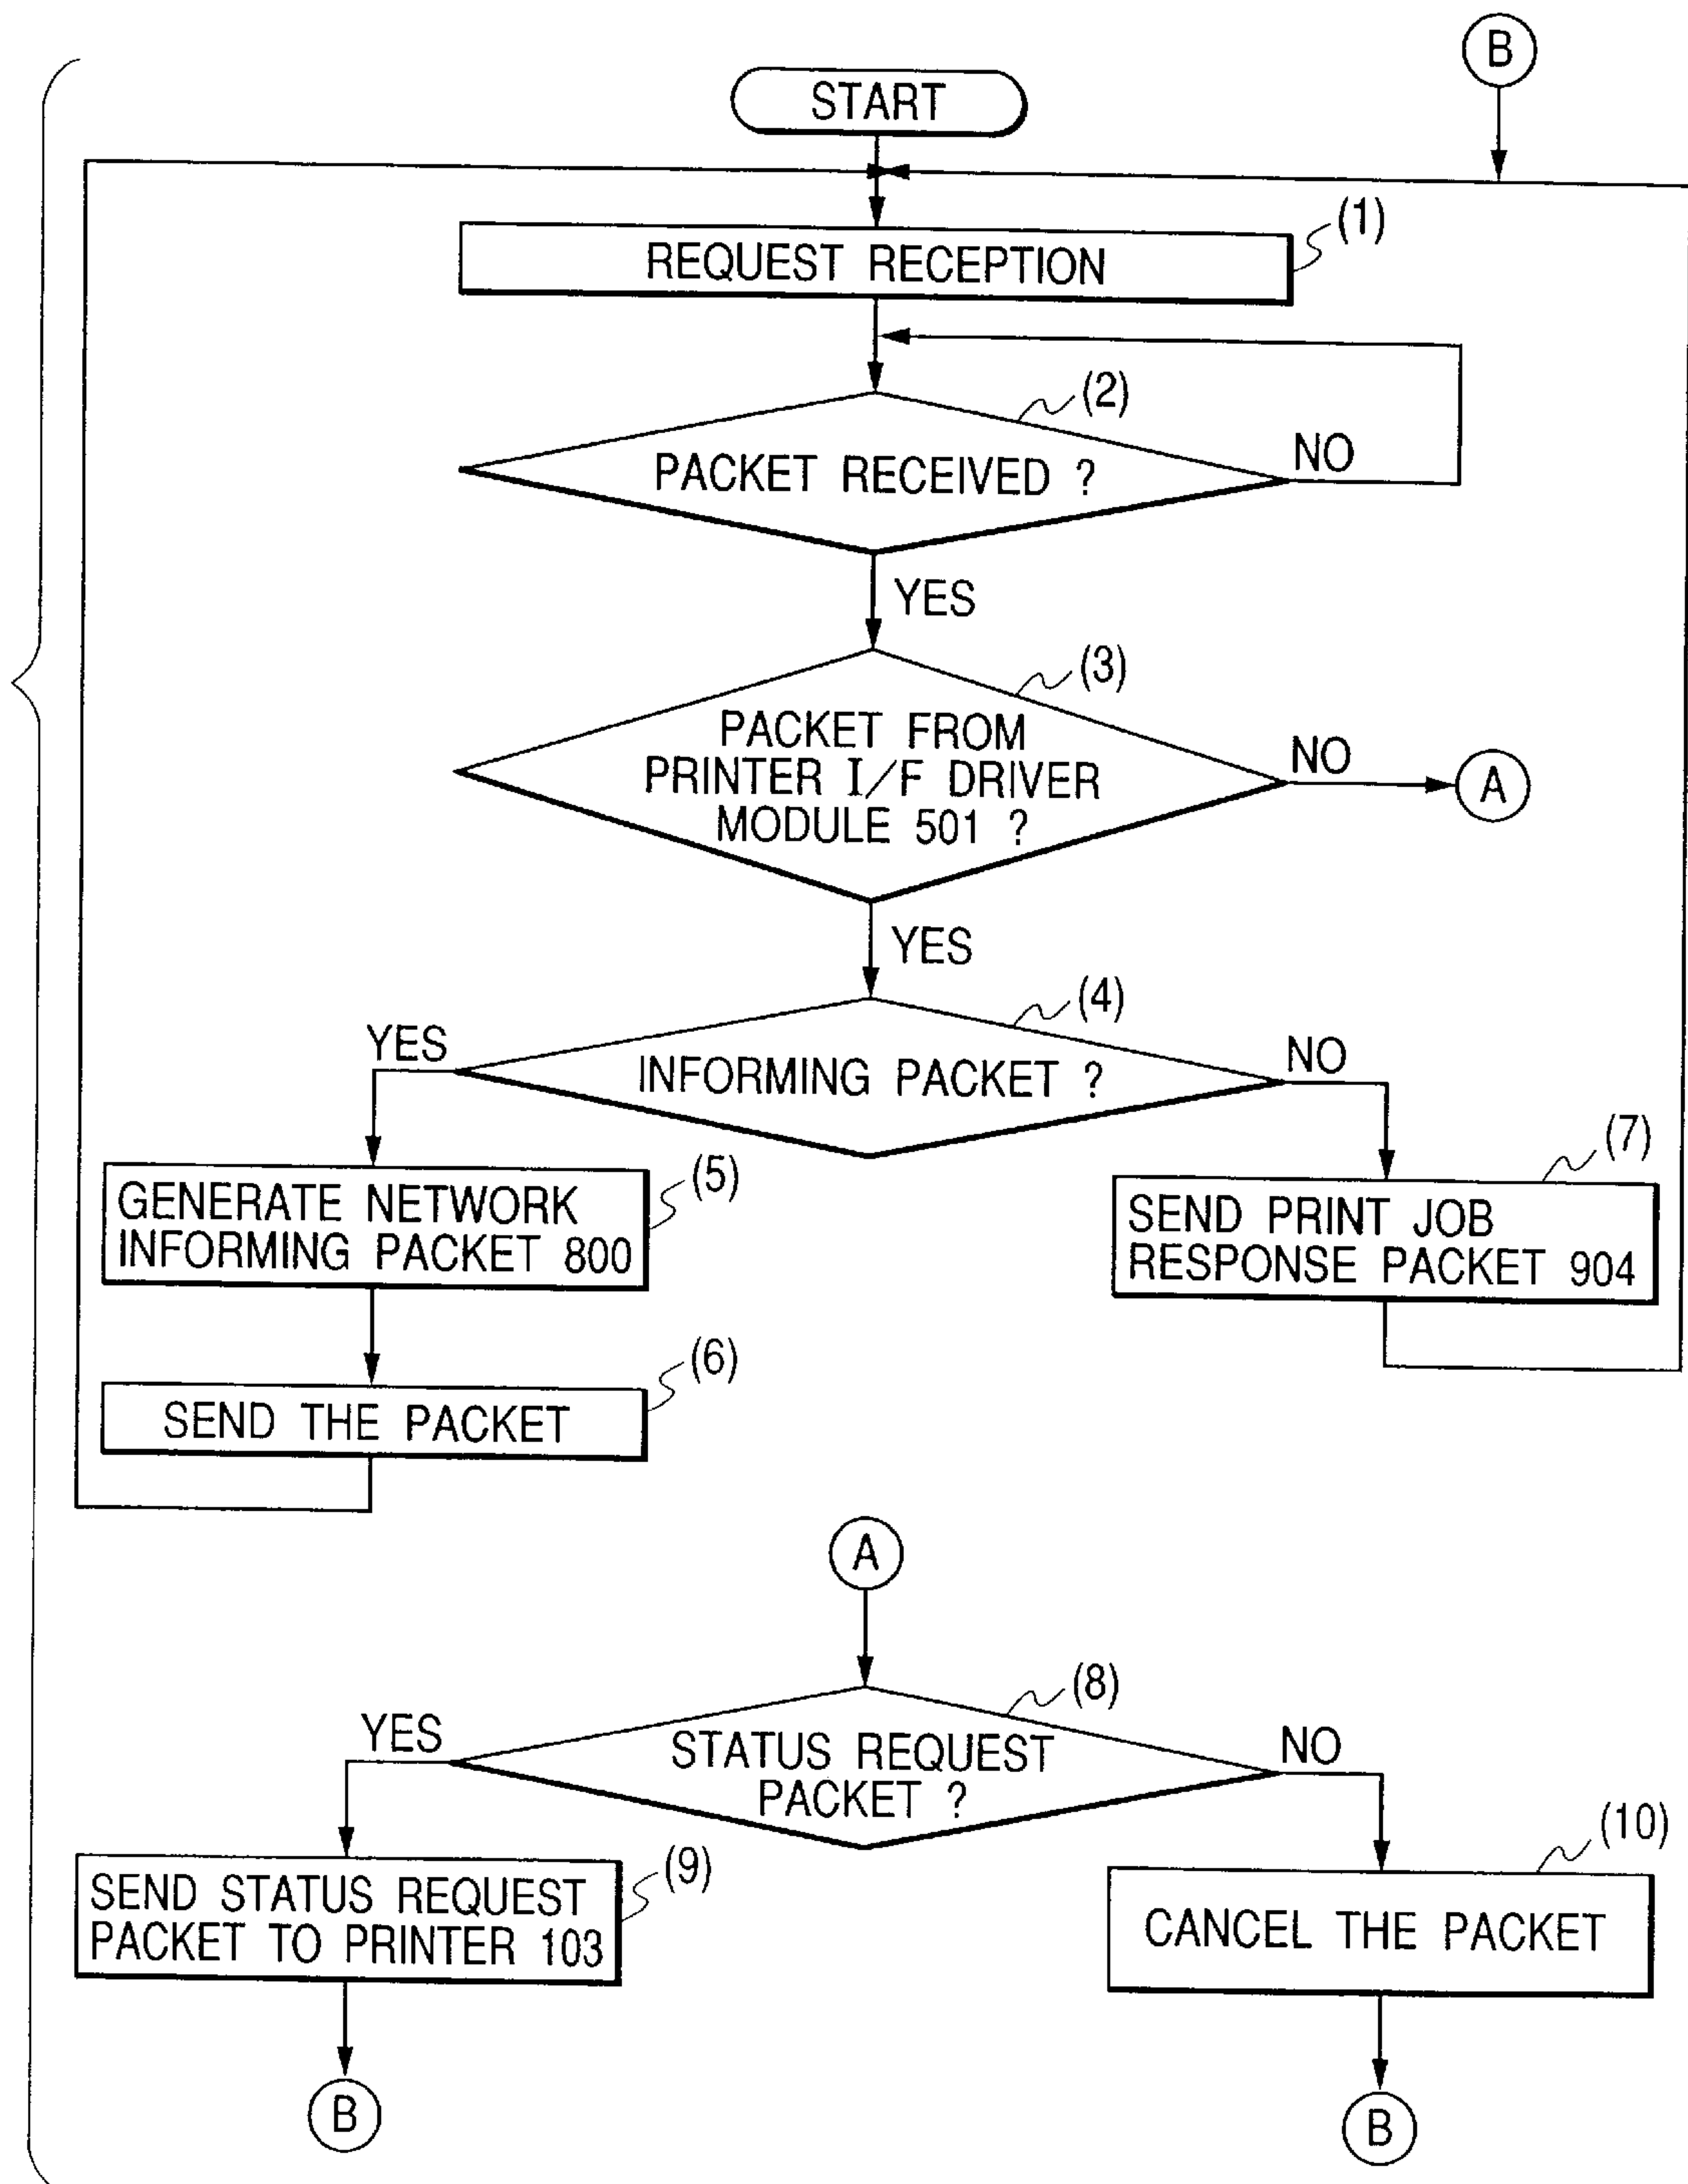 B
START
(1)
REQUEST RECEPTION
(2)
PACKET RECEIVED ?
NO
YES
(3)
PACKET FROM
PRINTER I/F DRIVER
MODULE 501 ?
NO
A
YES
(4)
YES
INFORMING PACKET ?
NO
(5)
GENERATE NETWORK
INFORMING PACKET 800
(7)
SEND PRINT JOB
RESPONSE PACKET 904
(6)
SEND THE PACKET
A
(8)
YES
STATUS REQUEST
PACKET ?
NO
(9)
SEND STATUS REQUEST
PACKET TO PRINTER 103
(10)
CANCEL THE PACKET
B
B